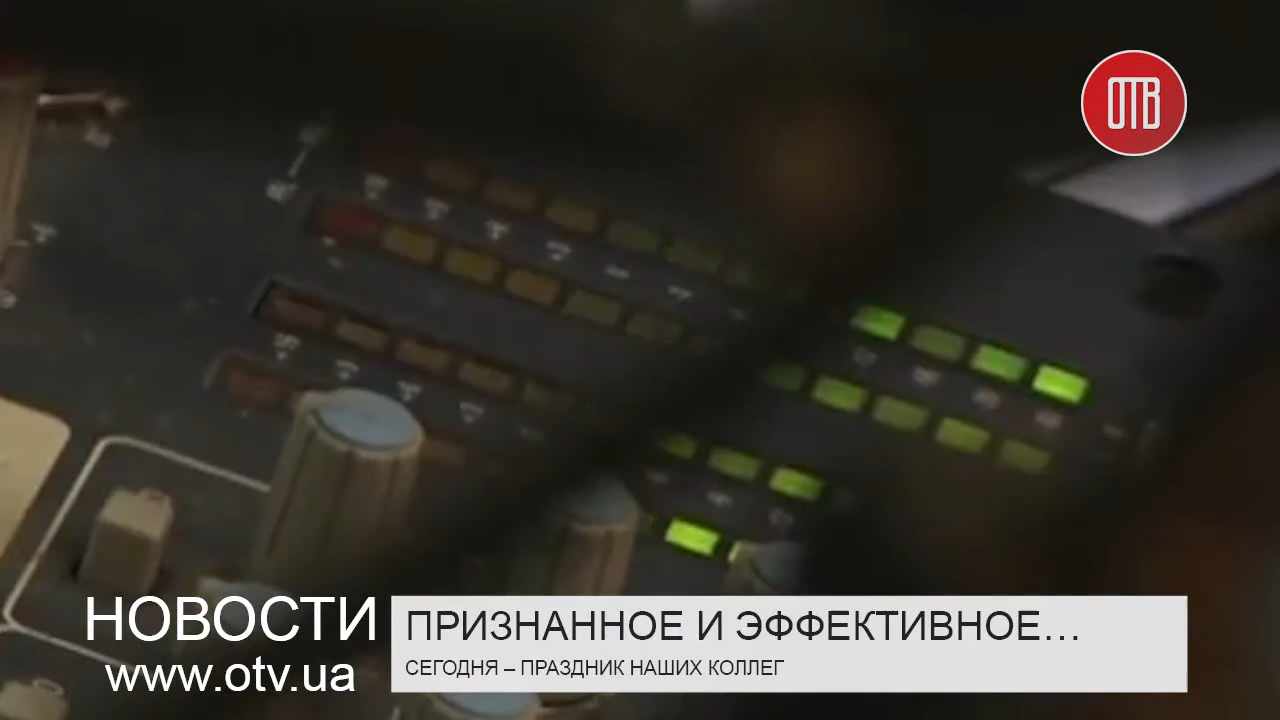 ОТВ
НОВОСТИ
www.otv.ua
ПРИЗНАННОЕ И ЭФФЕКТИВНОЕ...
СЕГОДНЯ – ПРАЗДНИК НАШИХ КОЛЛЕГ